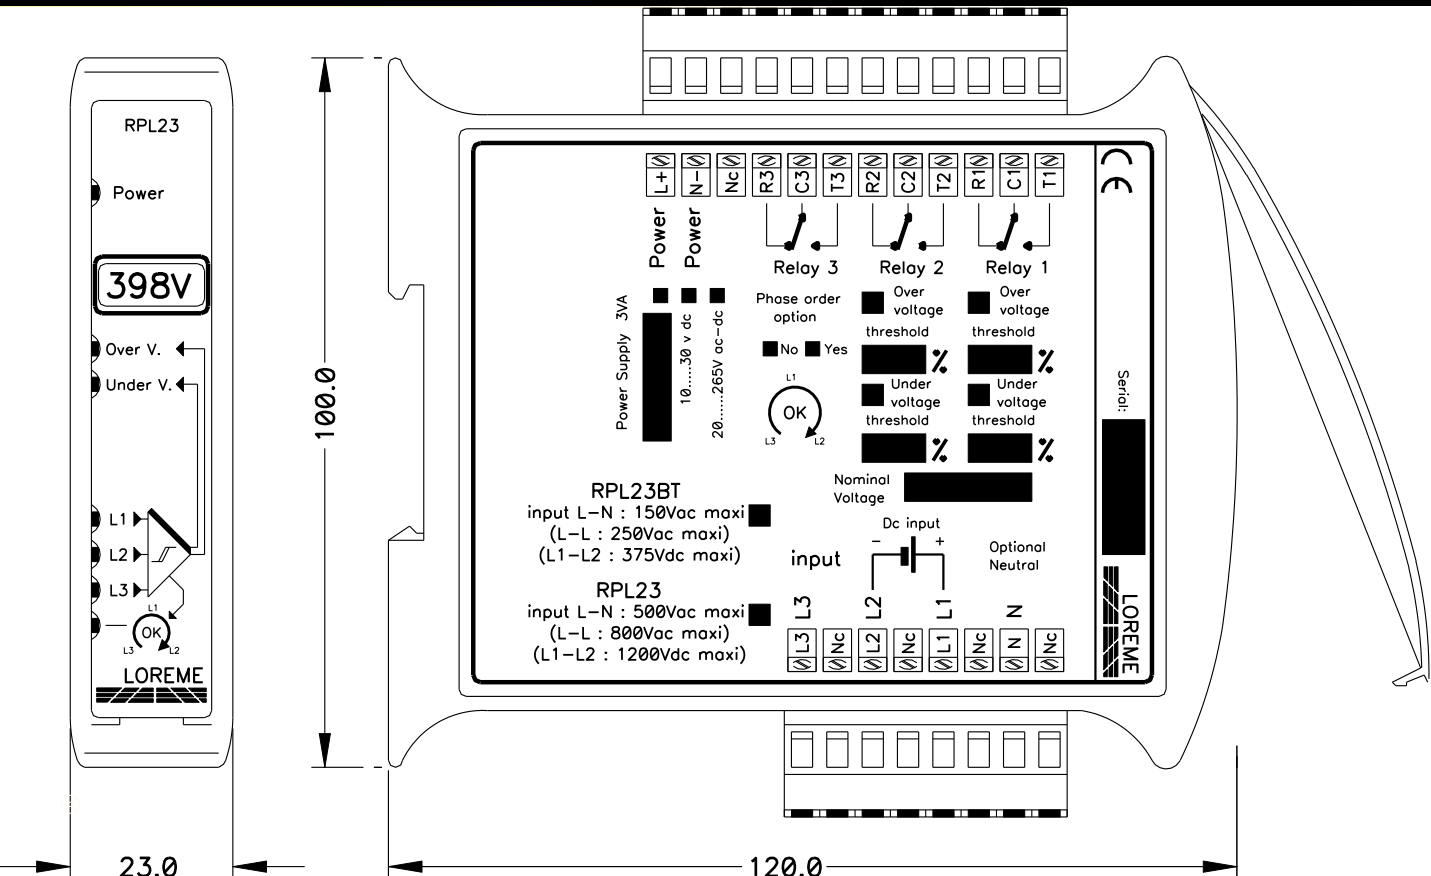 RPL23
Power
398V
Over V.
Under V.
L1
L2
L3
L1
OK
L3
L2
LOREME
23.0
100.0
120.0
L+
N-
Nc
R3
C3
T3
R2
C2
T2
R1
C1
T1
CE
Power
Power
Relay 3
Relay 2
Relay 1
Power Supply 3VA
10.....30 v dc
20......265V ac-dc
Phase order
option
No
Yes
L1
OK
L3
L2
Over
voltage
threshold
%
Under
voltage
threshold
%
Over
voltage
threshold
%
Under
voltage
threshold
%
Nominal
Voltage
Serial:
RPL23BT
input L-N : 150Vac maxi
(L-L : 250Vac maxi)
(L1-L2 : 375Vdc maxi)
RPL23
input L-N : 500Vac maxi
(L-L : 800Vac maxi)
(L1-L2 : 1200Vdc maxi)
Dc input
- +
input
Optional
Neutral
L3
L2
L1
N
L3
Nc
L2
Nc
L1
Nc
N
Nc
LOREME